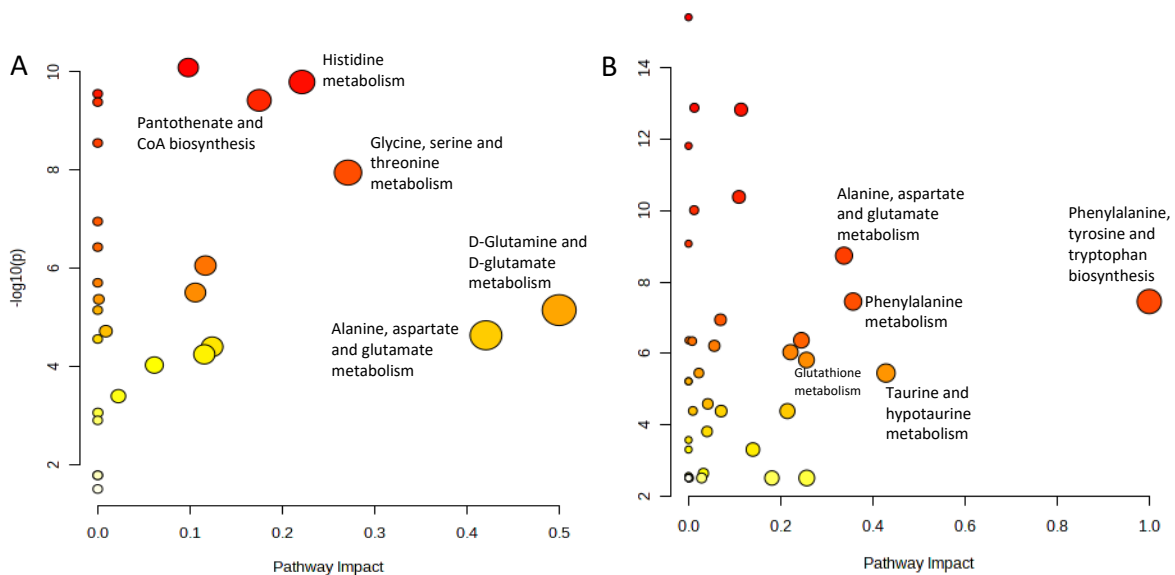 A
-log10(p)
10
8
6
4
2
Histidine
metabolism
Pantothenate and
CoA biosynthesis
Glycine, serine and
threonine
metabolism
D-Glutamine and
D-glutamate
metabolism
Alanine, aspartate
and glutamate
metabolism
0.0 0.1 0.2 0.3 0.4 0.5
Pathway Impact
B
14
12
10
8
6
4
2
Alanine, aspartate
and glutamate
metabolism
Phenylalanine,
tyrosine and
tryptophan
biosynthesis
Phenylalanine
metabolism
Glutathione
metabolism
Taurine and
hypotaurine
metabolism
0.0 0.2 0.4 0.6 0.8 1.0
Pathway Impact